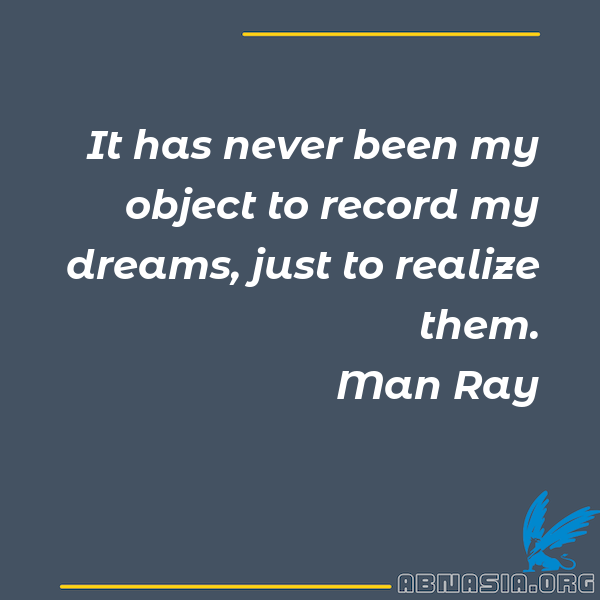 It has never been my
object to record my
dreams, just to realize
them.
Man Ray
ABNASIA.ORG